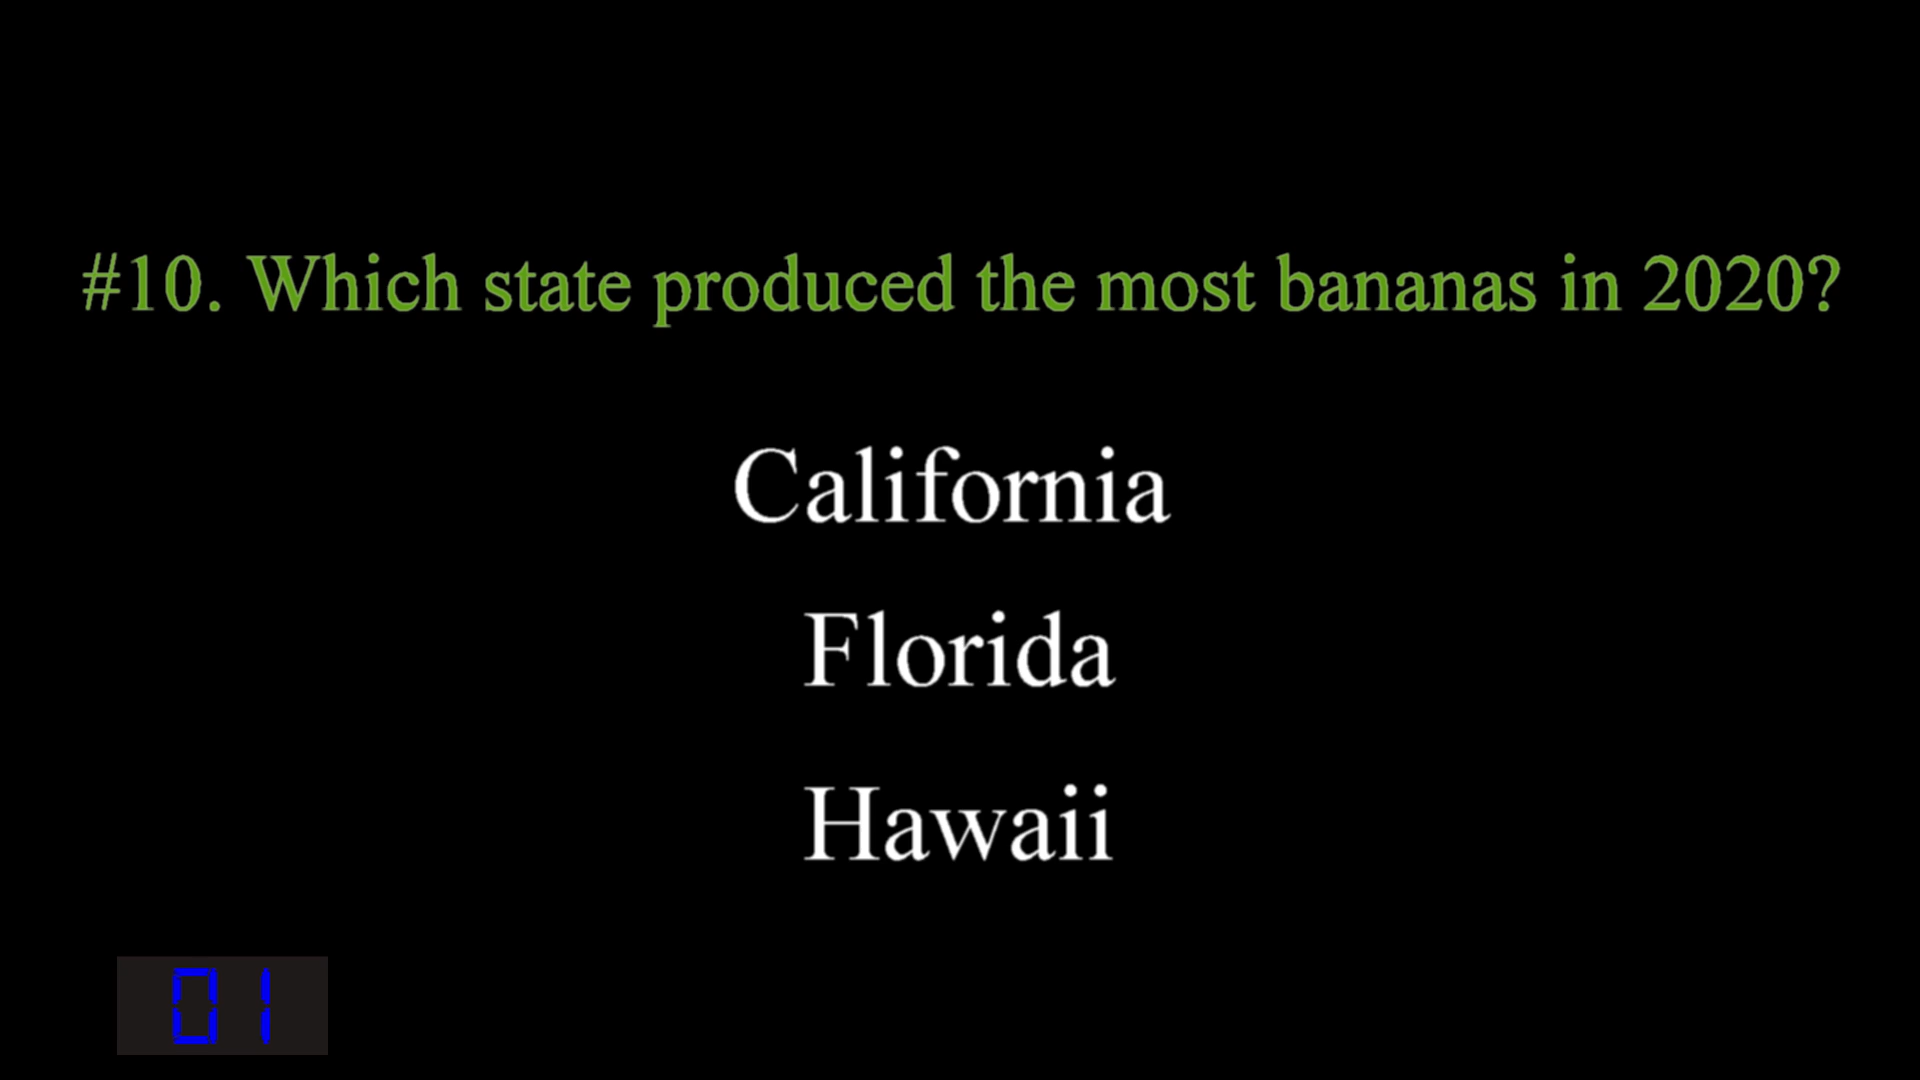 #10. Which state produced the most bananas in 2020?
California
Florida
Hawaii
01